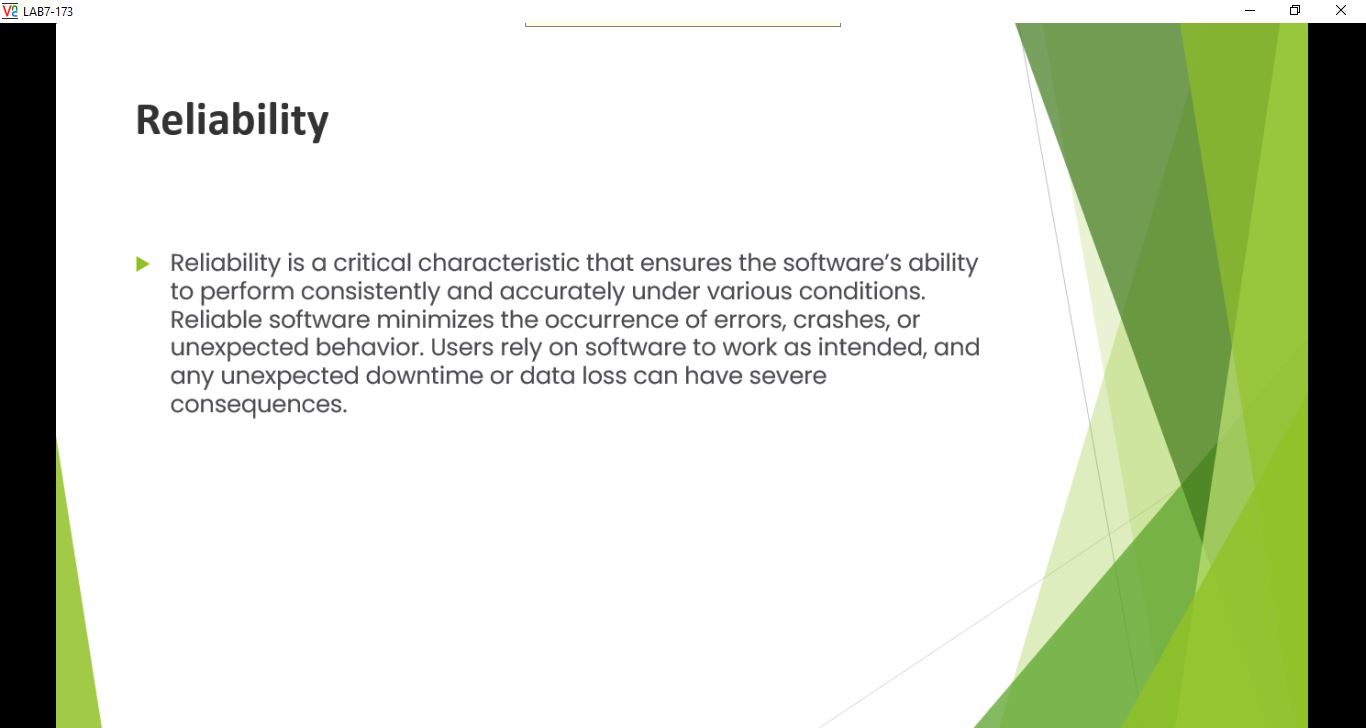 LAB7-173
Reliability
Reliability is a critical characteristic that ensures the software’s ability
to perform consistently and accurately under various conditions.
Reliable software minimizes the occurrence of errors, crashes, or
unexpected behavior. Users rely on software to work as intended, and
any unexpected downtime or data loss can have severe
consequences.